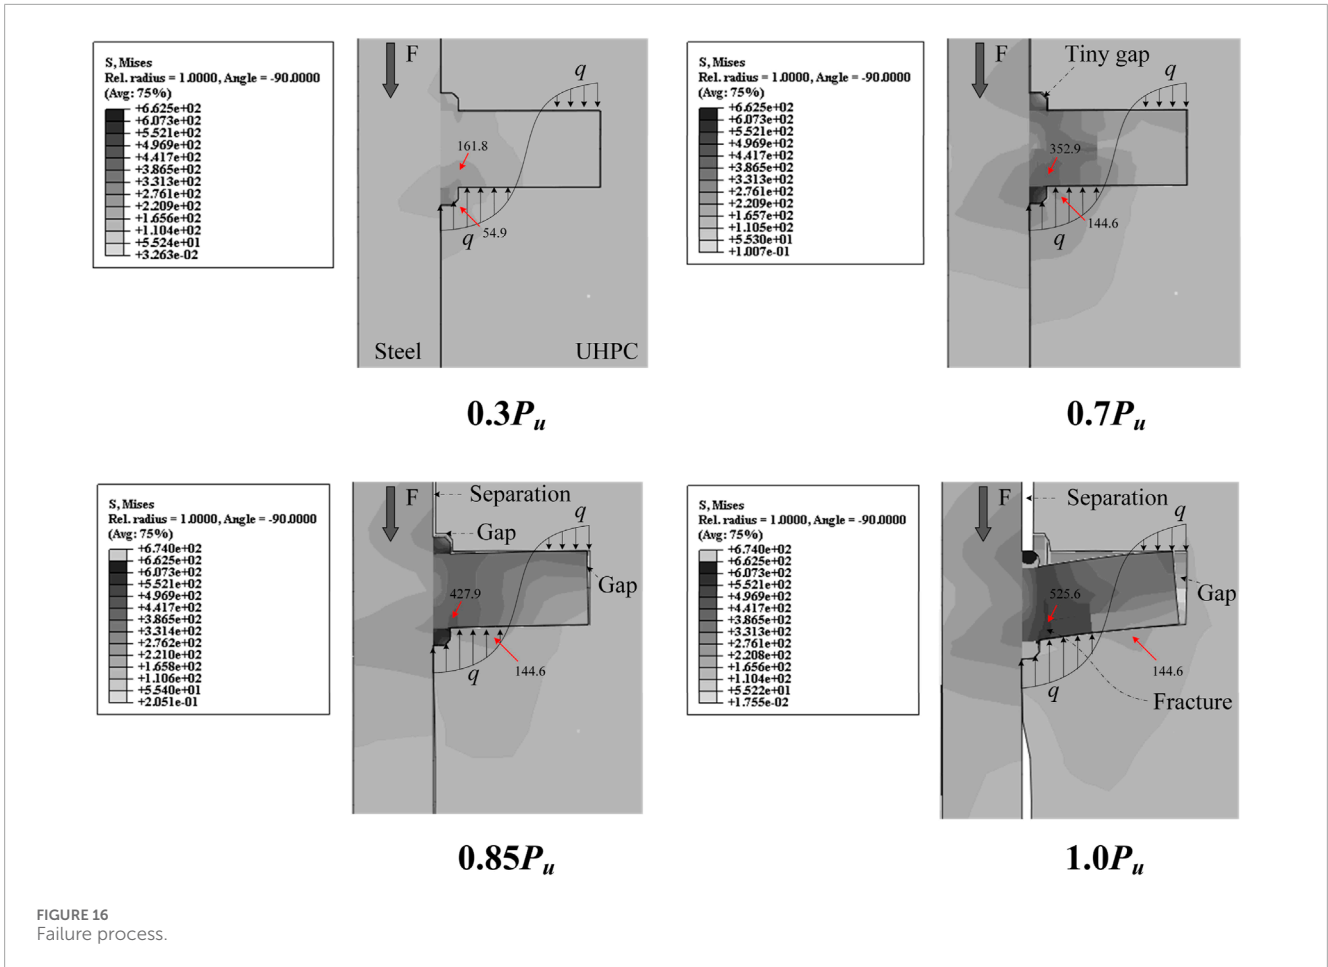 S, Mises
Rel. radius = 1.0000, Angle = -90.0000
(Avg: 75%)
+6.625e+02
+6.073e+02
+5.521e+02
+4.969e+02
+4.417e+02
+3.865e+02
+3.313e+02
+2.761e+02
+2.209e+02
+1.656e+02
+1.104e+02
+5.524e+01
+3.263e-02
F
q
161.8
54.9
q
Steel
UHPC
0.3Pu
S, Mises
Rel. radius = 1.0000, Angle = -90.0000
(Avg: 75%)
+6.625e+02
+6.073e+02
+5.521e+02
+4.969e+02
+4.417e+02
+3.865e+02
+3.313e+02
+2.761e+02
+2.209e+02
+1.657e+02
+1.105e+02
+5.530e+01
+1.007e-01
F
Tiny gap
q
352.9
144.6
q
0.7Pu
S, Mises
Rel. radius = 1.0000, Angle = -90.0000
(Avg: 75%)
+6.740e+02
+6.625e+02
+6.073e+02
+5.521e+02
+4.969e+02
+4.417e+02
+3.865e+02
+3.314e+02
+2.762e+02
+2.210e+02
+1.658e+02
+1.106e+02
+5.540e+01
+2.051e-01
F
Separation
Gap
q
Gap
427.9
144.6
q
0.85Pu
S, Mises
Rel. radius = 1.0000, Angle = -90.0000
(Avg: 75%)
+6.740e+02
+6.625e+02
+6.073e+02
+5.521e+02
+4.969e+02
+4.417e+02
+3.865e+02
+3.313e+02
+2.761e+02
+2.208e+02
+1.656e+02
+1.104e+02
+5.522e+01
+1.755e-02
F
Separation
q
Gap
525.6
144.6
q
Fracture
1.0Pu
FIGURE 16
Failure process.